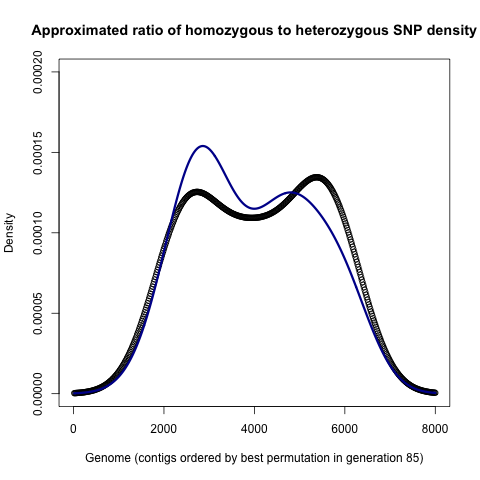 Approximated ratio of homozygous to heterozygous SNP density
0.00020
0.00015
0.00010
0.00005
0.00000
Density
0 2000 4000 6000 8000
Genome (contigs ordered by best permutation in generation 85)